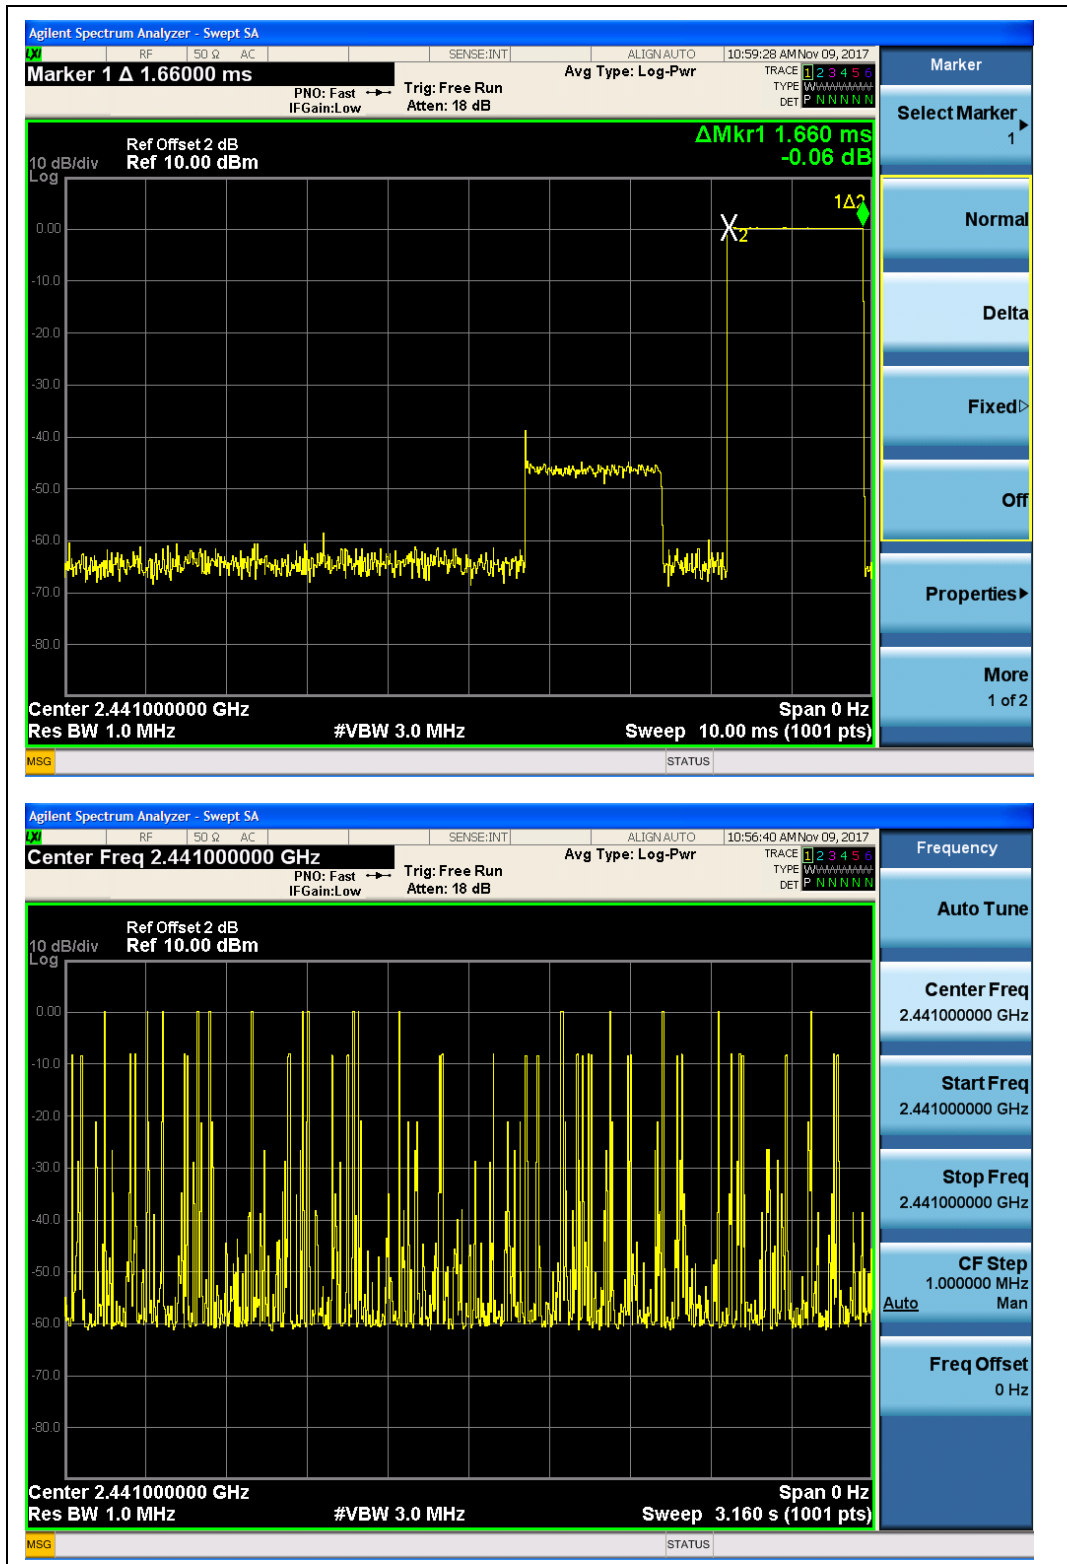 Agilent Spectrum Analyzer - Swept SA
LXI RF 50 Ω AC SENSE:INT ALIGN AUTO 10:59:28 AM Nov 09, 2017
Marker 1 Δ 1.66000 ms
PNO: Fast
IFGain:Low
Trig: Free Run
Atten: 18 dB
Avg Type: Log-Pwr
TRACE 1 2 3 4 5 6
TYPE W
DET P N N N N N
ΔMkr1 1.660 ms
-0.06 dB
Ref Offset 2 dB
10 dB/div Ref 10.00 dBm
Log
1Δ2
2
0.00
-10.0
-20.0
-30.0
-40.0
-50.0
-60.0
-70.0
-80.0
Center 2.441000000 GHz Span 0 Hz
Res BW 1.0 MHz #VBW 3.0 MHz Sweep 10.00 ms (1001 pts)
MSG STATUS
Marker
Select Marker
1
Normal
Delta
Fixed
Off
Properties
More
1 of 2
Agilent Spectrum Analyzer - Swept SA
LXI RF 50 Ω AC SENSE:INT ALIGN AUTO 10:56:40 AM Nov 09, 2017
Center Freq 2.441000000 GHz
PNO: Fast
IFGain:Low
Trig: Free Run
Atten: 18 dB
Avg Type: Log-Pwr
TRACE 1 2 3 4 5 6
TYPE W
DET P N N N N N
Ref Offset 2 dB
10 dB/div Ref 10.00 dBm
Log
0.00
-10.0
-20.0
-30.0
-40.0
-50.0
-60.0
-70.0
-80.0
Center 2.441000000 GHz Span 0 Hz
Res BW 1.0 MHz #VBW 3.0 MHz Sweep 3.160 s (1001 pts)
MSG STATUS
Frequency
Auto Tune
Center Freq
2.441000000 GHz
Start Freq
2.441000000 GHz
Stop Freq
2.441000000 GHz
CF Step
1.000000 MHz
Auto Man
Freq Offset
0 Hz